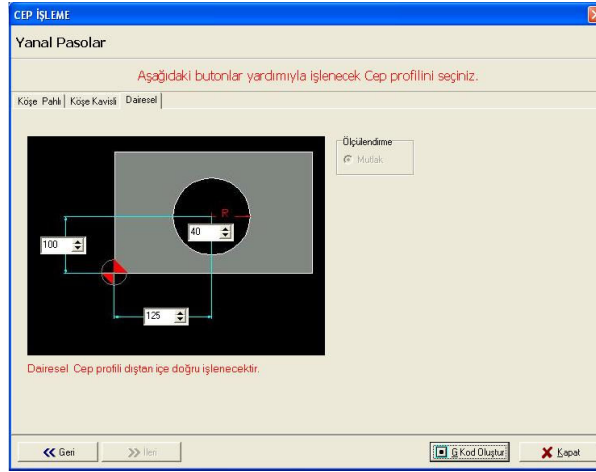 CEP İŞLEME
Yanal Pasolar
Aşağıdaki butonlar yardımıyla işlenecek Cep profilini seçiniz.
Köşe Pahlı Köşe Kavisli Dairesel
Ölçülendirme
Mutlak
R
40
100
125
Dairesel Cep profili dıştan içe doğru işlenecektir.
Geri İleri G Kod Oluştur Kapat